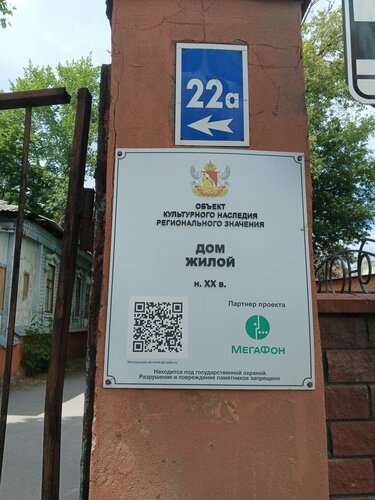 22а
ОБЪЕКТ
КУЛЬТУРНОГО НАСЛЕДИЯ
РЕГИОНАЛЬНОГО ЗНАЧЕНИЯ
ДОМ
ЖИЛОЙ
н. XX в.
Партнер проекта
МЕГАФОН
Находится под государственной охраной.
Разрушение и повреждение памятников запрещено